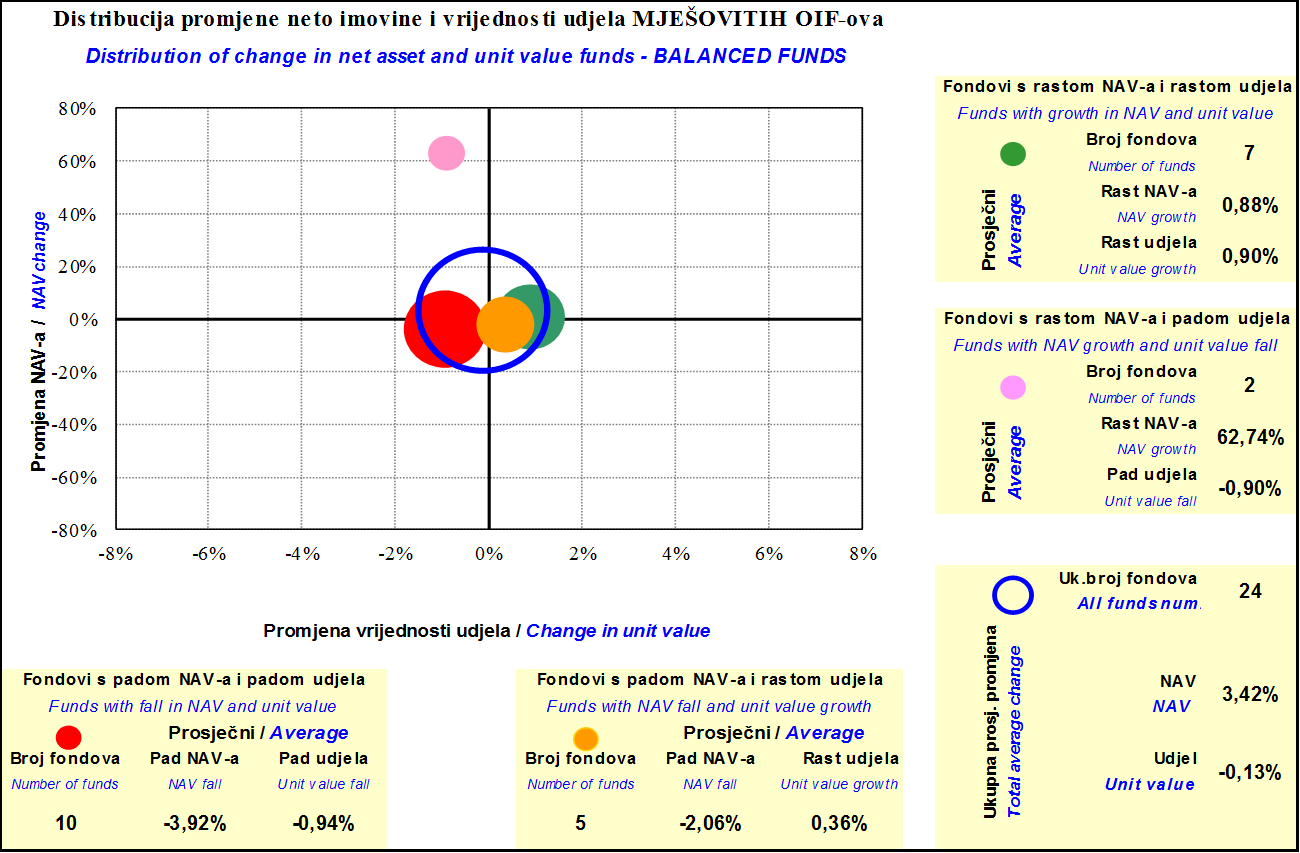 Distribucija promjene neto imovine i vrijednosti udjela MJEŠOVITIH OIF-ova
Distribution of change in net asset and unit value funds - BALANCED FUNDS
80%
60%
40%
20%
0%
-20%
-40%
-60%
-80%
-8%
-6%
-4%
-2%
0%
2%
4%
6%
8%
Promjena NAV-a / NAV change
Promjena vrijednosti udjela / Change in unit value
Fondovi s rastom NAV-a i rastom udjela
Funds with growth in NAV and unit value
Broj fondova
Number of funds
7
Prosječni
Average
Rast NAV-a
NAV growth
0,88%
Rast udjela
Unit value growth
0,90%
Fondovi s rastom NAV-a i padom udjela
Funds with NAV growth and unit value fall
Broj fondova
Number of funds
2
Prosječni
Average
Rast NAV-a
NAV growth
62,74%
Pad udjela
Unit value fall
-0,90%
Uk.broj fondova
All funds num.
24
Ukupna prosj. promjena
Total average change
NAV
NAV
3,42%
Udjel
Unit value
-0,13%
Fondovi s padom NAV-a i padom udjela
Funds with fall in NAV and unit value
Prosječni / Average
Broj fondova Pad NAV-a Pad udjela
Number of funds NAV fall Unit value fall
10 -3,92% -0,94%
Fondovi s padom NAV-a i rastom udjela
Funds with NAV fall and unit value growth
Prosječni / Average
Broj fondova Pad NAV-a Rast udjela
Number of funds NAV fall Unit value growth
5 -2,06% 0,36%